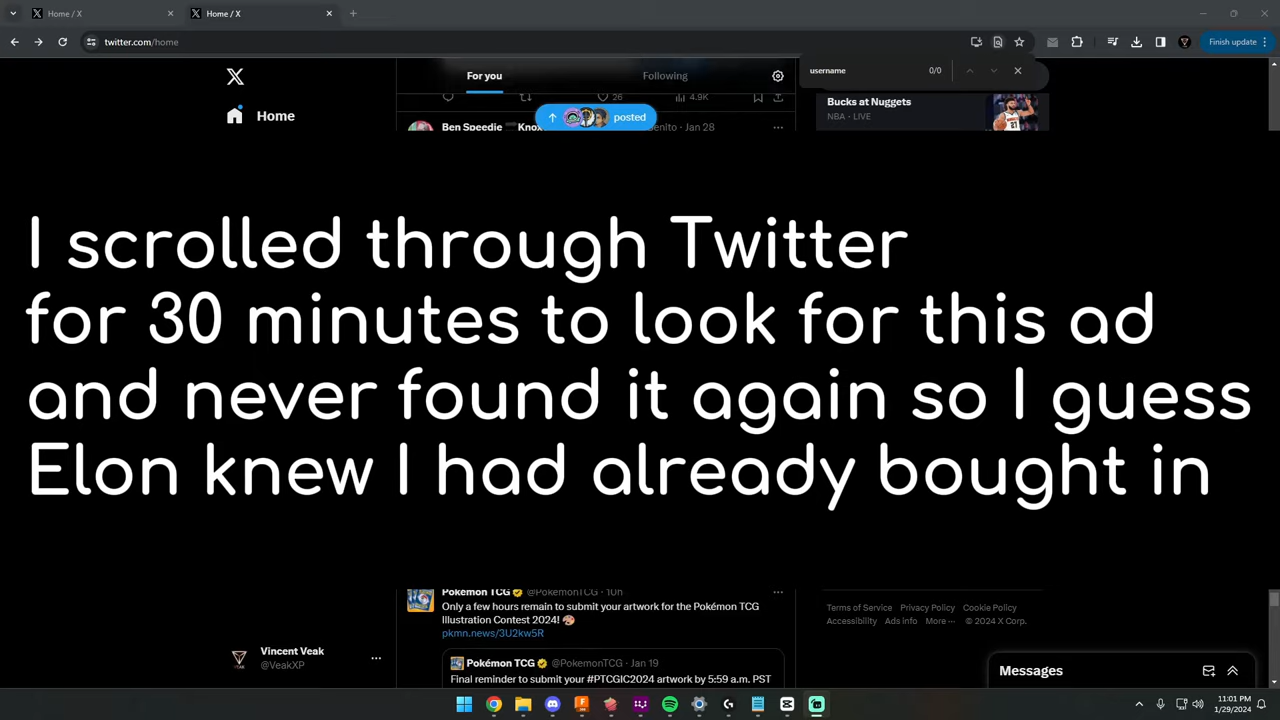 Home / X
Home / X
twitter.com/home
Finish update
username
0/0
For you
Following
Home
26
4.9K
posted
Ben Speedie
Knox
Jan 28
Bucks at Nuggets
NBA · LIVE
I scrolled through Twitter
for 30 minutes to look for this ad
and never found it again so I guess
Elon knew I had already bought in
Pokémon TCG @PokemonTCG · 10h
Only a few hours remain to submit your artwork for the Pokémon TCG
Illustration Contest 2024!
pkmn.news/3U2kw5R
Pokémon TCG @PokemonTCG · Jan 19
Final reminder to submit your #PTCGIC2024 artwork by 5:59 a.m. PST
Terms of Service Privacy Policy Cookie Policy
Accessibility Ads info More ··· © 2024 X Corp.
Vincent Veak
@VeakXP
Messages
11:01 PM
1/29/2024